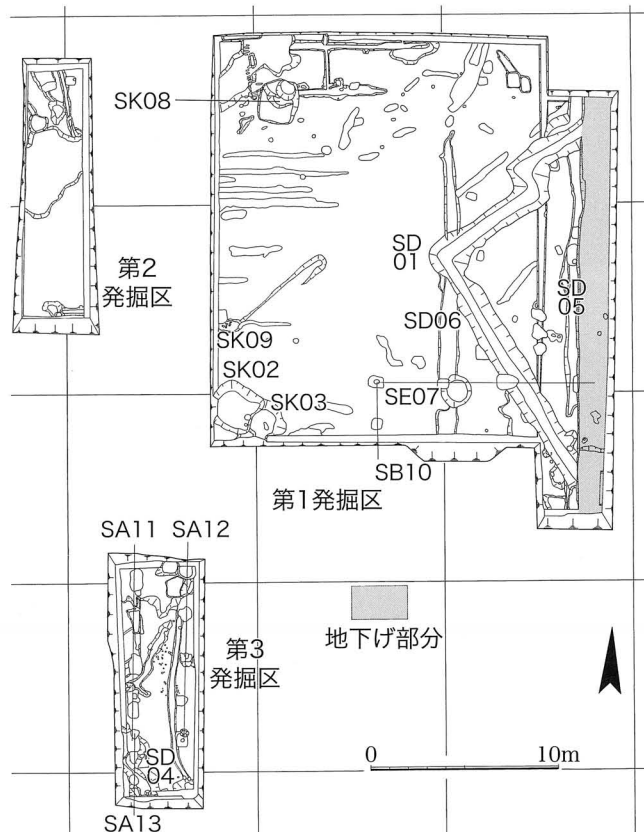 SK08
第2
発掘区
SD
01
SD
05
SD06
SK09
SK02
SK03
SE07
SB10
第1発掘区
SA11
SA12
地下げ部分
第3
発掘区
0
10m
SD
04
SA13